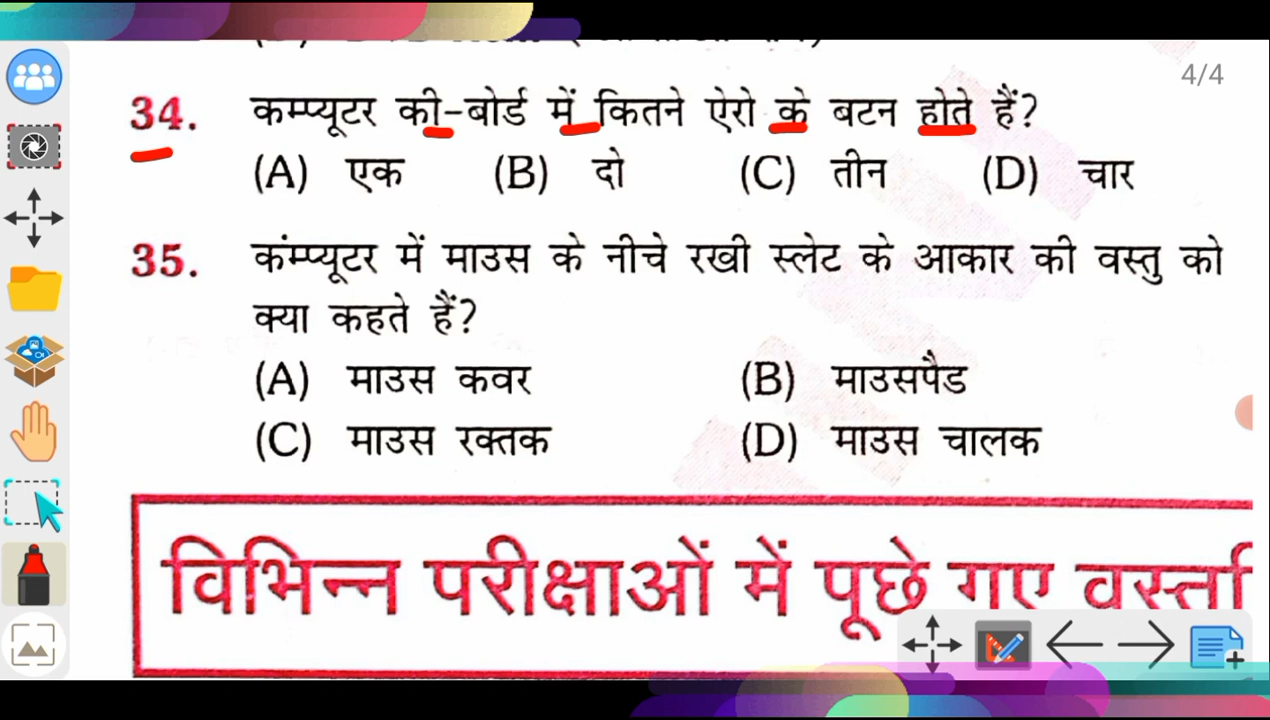 4/4
34. कम्प्यूटर की-बोर्ड में कितने ऐरो के बटन होते हैं?
(A) एक (B) दो (C) तीन (D) चार
35. कंम्प्यूटर में माउस के नीचे रखी स्लेट के आकार की वस्तु को
क्या कहते हैं?
(A) माउस कवर (B) माउसपैड
(C) माउस रक्तक (D) माउस चालक
विभिन्न परीक्षाओं में पूछे गए